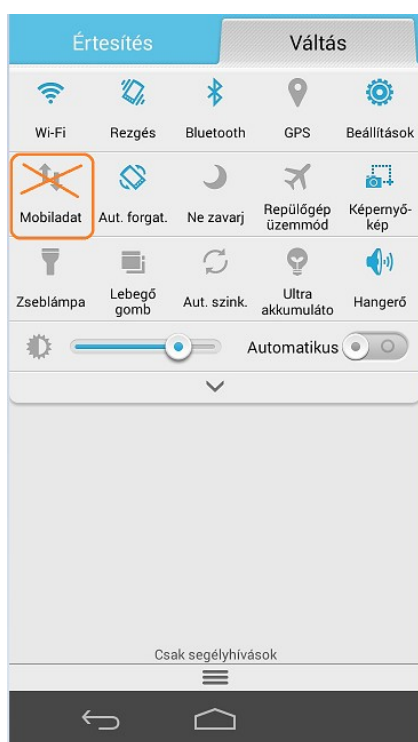 Értesítés Váltás
Wi-Fi Rezgés Bluetooth GPS Beállítások
Mobiladat Aut. forgat. Ne zavarj Repülőgép üzemmód Képernyő-kép
Zseblámpa Lebegő gomb Aut. szink. Ultra akkumuláto Hangerő
Automatikus
Csak segélyhívások